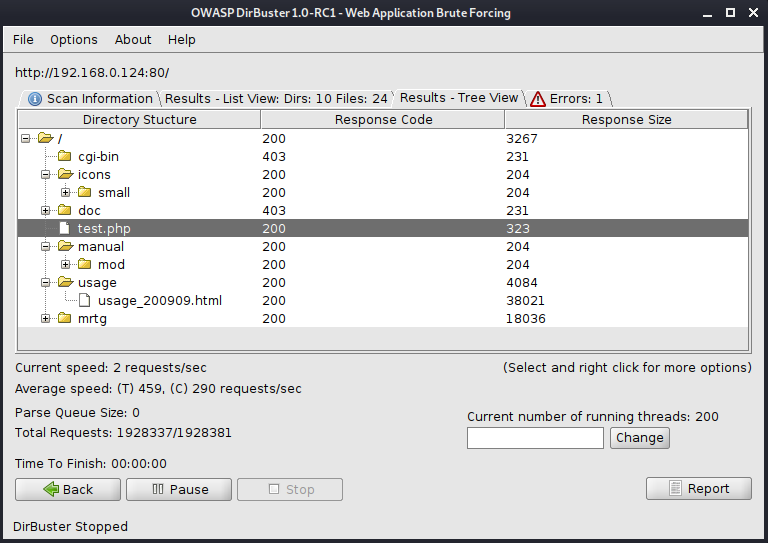 OWASP DirBuster 1.0-RC1 - Web Application Brute Forcing
File Options About Help
http://192.168.0.124:80/
Scan Information Results - List View: Dirs: 10 Files: 24 Results - Tree View Errors: 1
Directory Stucture Response Code Response Size
/ 200 3267
cgi-bin 403 231
icons 200 204
small 200 204
doc 403 231
test.php 200 323
manual 200 204
mod 200 204
usage 200 4084
usage_200909.html 200 38021
mrtg 200 18036
Current speed: 2 requests/sec (Select and right click for more options)
Average speed: (T) 459, (C) 290 requests/sec
Parse Queue Size: 0 Current number of running threads: 200
Total Requests: 1928337/1928381 Change
Time To Finish: 00:00:00
Back Pause Stop Report
DirBuster Stopped